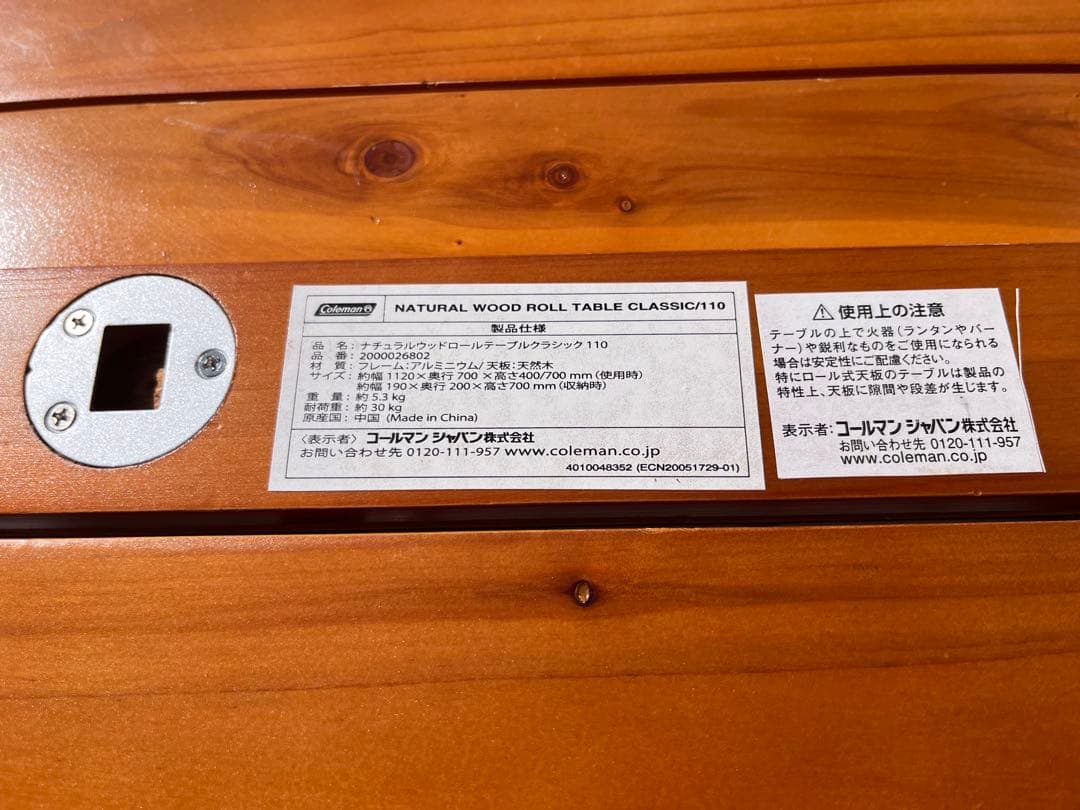 Coleman
NATURAL WOOD ROLL TABLE CLASSIC/110
製品仕様
品 名：ナチュラルウッドロールテーブルクラシック110
品 番：2000026802
材 質：フレーム：アルミニウム/ 天板：天然木
サイズ：約幅 1120×奥行 700×高さ400/700 mm（使用時）
約幅 190×奥行 200×高さ700 mm（収納時）
重 量：約 5.3 kg
耐荷重：約 30 kg
原産国：中国 (Made in China)
〈表示者〉コールマン ジャパン株式会社
お問い合わせ先 0120-111-957 www.coleman.co.jp
4010048352 (ECN20051729-01)
⚠ 使用上の注意
テーブルの上で火器（ランタンやバー
ナー）や鋭利なものをご使用になられる
場合は安定性にご配慮ください。
特にロール式天板のテーブルは製品の
特性上、天板に隙間や段差が生じます。
表示者：コールマン ジャパン株式会社
お問い合わせ先 0120-111-957
www.coleman.co.jp